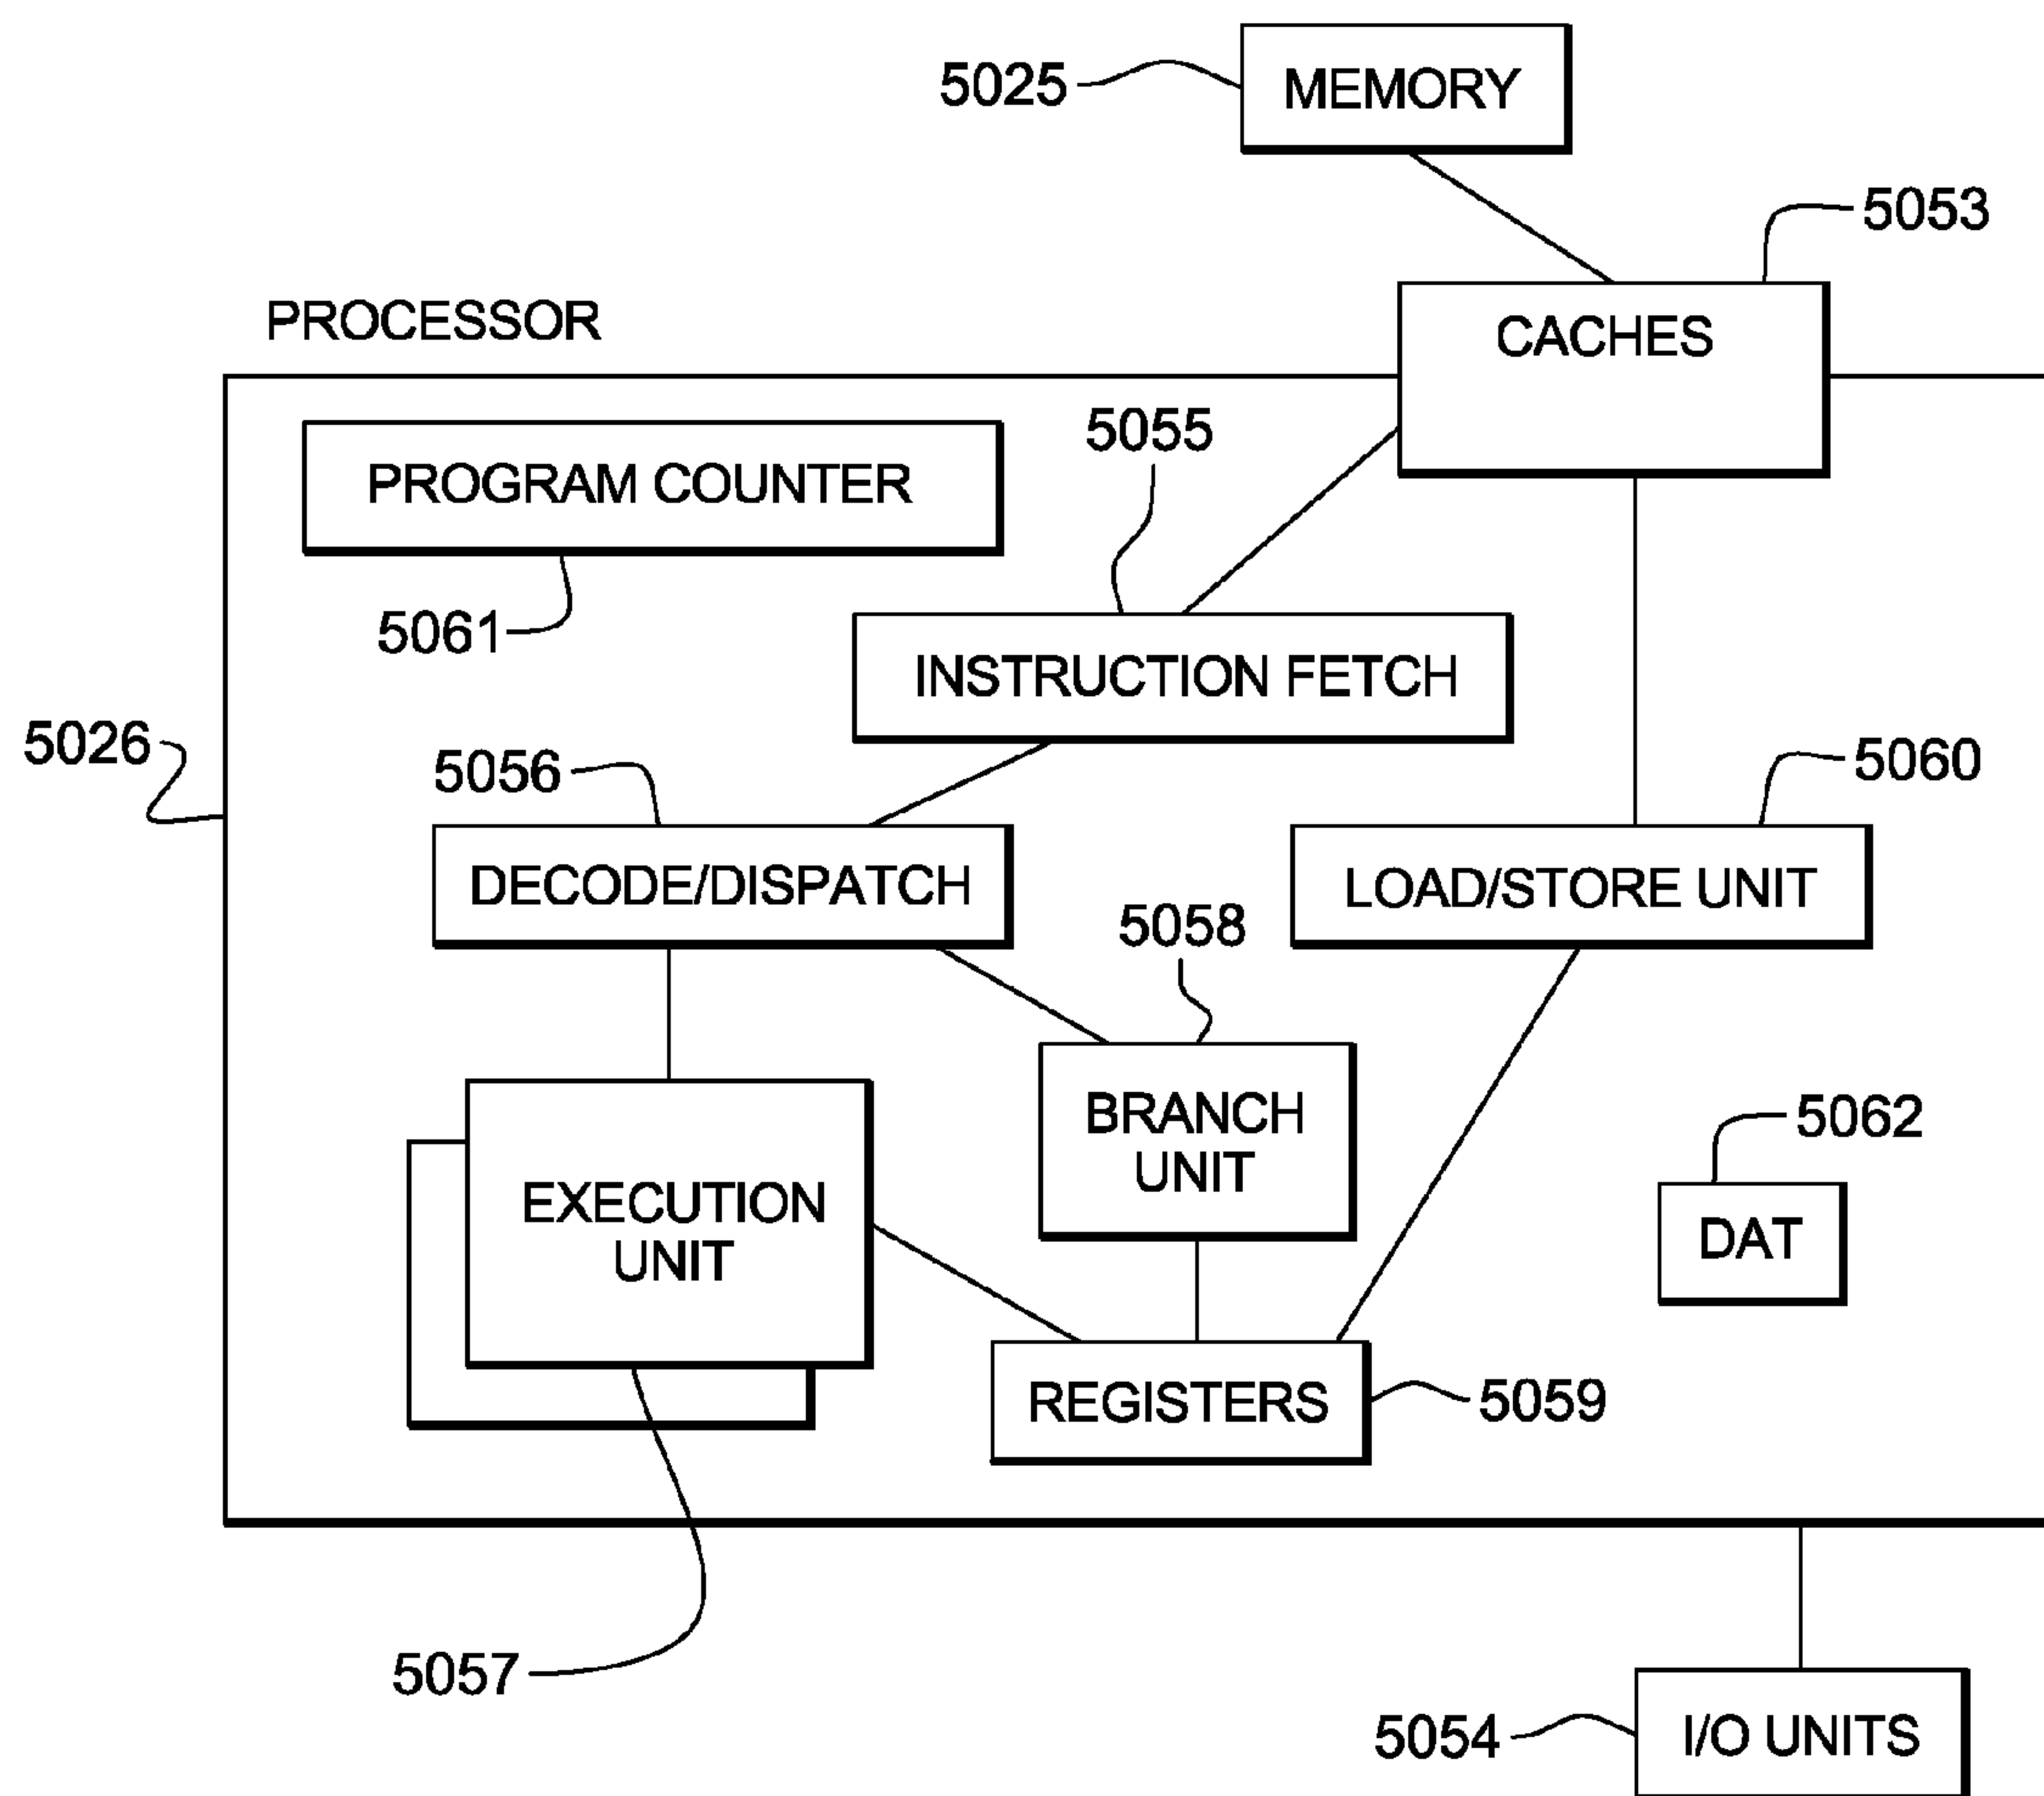 5025
MEMORY
5053
PROCESSOR
CACHES
5055
PROGRAM COUNTER
5061
INSTRUCTION FETCH
5026
5056
5060
DECODE/DISPATCH
LOAD/STORE UNIT
5058
BRANCH
UNIT
5062
EXECUTION
UNIT
DAT
REGISTERS
5059
5057
5054
I/O UNITS